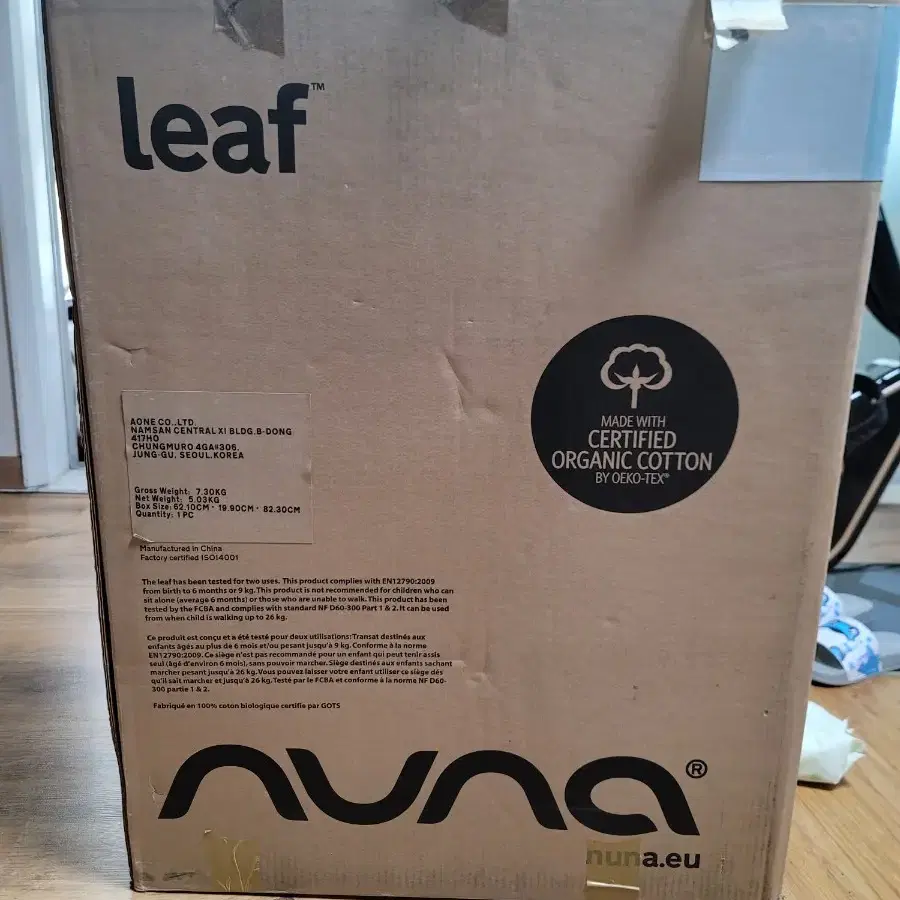 leaf™
MADE WITH
CERTIFIED
ORGANIC COTTON
BY OEKO-TEX®
AONE CO.,LTD.
NAMSAN CENTRAL XI BLDG.B-DONG
417HO
CHUNGMURO 4GA#306
JUNG-GU, SEOUL.KOREA
Gross Weight: 7.30KG
Net Weight: 5.03KG
Box Size: 62.10CM * 19.90CM * 82.30CM
Quantity: 1 PC
Manufactured in China
Factory certified ISO14001
The leaf has been tested for two uses. This product complies with EN12790:2009
from birth to 6 months or 9 kg. This product is not recommended for children who can
sit alone (average 6 months) or those who are unable to walk. This product has been
tested by the FCBA and complies with standard NF D60-300 Part 1 & 2. It can be used
from when child is walking up to 26 kg.
Ce produit est conçu et a été testé pour deux utilisations: Transat destinés aux
enfants âgés au plus de 6 mois et/ou pesant jusqu'à 9 kg. Conforme à la norme
EN12790:2009. Ce siège n'est pas recommandé pour un enfant qui peut tenir assis
seul (âgé d'environ 6 mois), sans pouvoir marcher. Siège destinés aux enfants sachant
marcher pesant jusqu'à 26 kg. Vous pouvez laisser votre enfant utiliser ce siège dès
qu'il sait marcher et jusqu'à 26 kg. Testé par le FCBA et conforme à la norme NF D60-
300 partie 1 & 2.
Fabriqué en 100% coton biologique certifie par GOTS
nuna®
nuna.eu